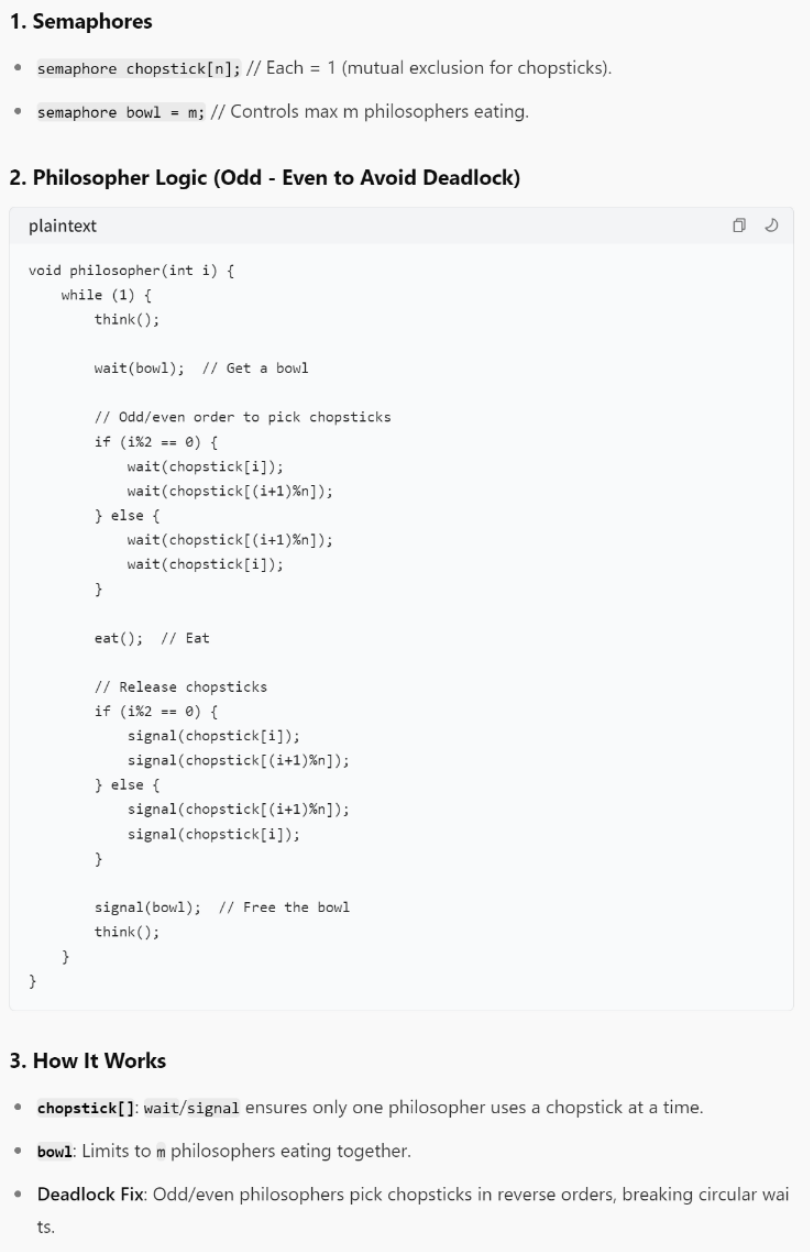 1. Semaphores
semaphore chopstick[n]; // Each = 1 (mutual exclusion for chopsticks).
semaphore bowl = m; // Controls max m philosophers eating.
2. Philosopher Logic (Odd - Even to Avoid Deadlock)
plaintext
void philosopher(int i) {
    while (1) {
        think();

        wait(bowl);  // Get a bowl

        // Odd/even order to pick chopsticks
        if (i%2 == 0) {
            wait(chopstick[i]);
            wait(chopstick[(i+1)%n]);
        } else {
            wait(chopstick[(i+1)%n]);
            wait(chopstick[i]);
        }

        eat();  // Eat

        // Release chopsticks
        if (i%2 == 0) {
            signal(chopstick[i]);
            signal(chopstick[(i+1)%n]);
        } else {
            signal(chopstick[(i+1)%n]);
            signal(chopstick[i]);
        }

        signal(bowl);  // Free the bowl
        think();
    }
}
3. How It Works
chopstick[]: wait/signal ensures only one philosopher uses a chopstick at a time.
bowl: Limits to m philosophers eating together.
Deadlock Fix: Odd/even philosophers pick chopsticks in reverse orders, breaking circular wai
ts.